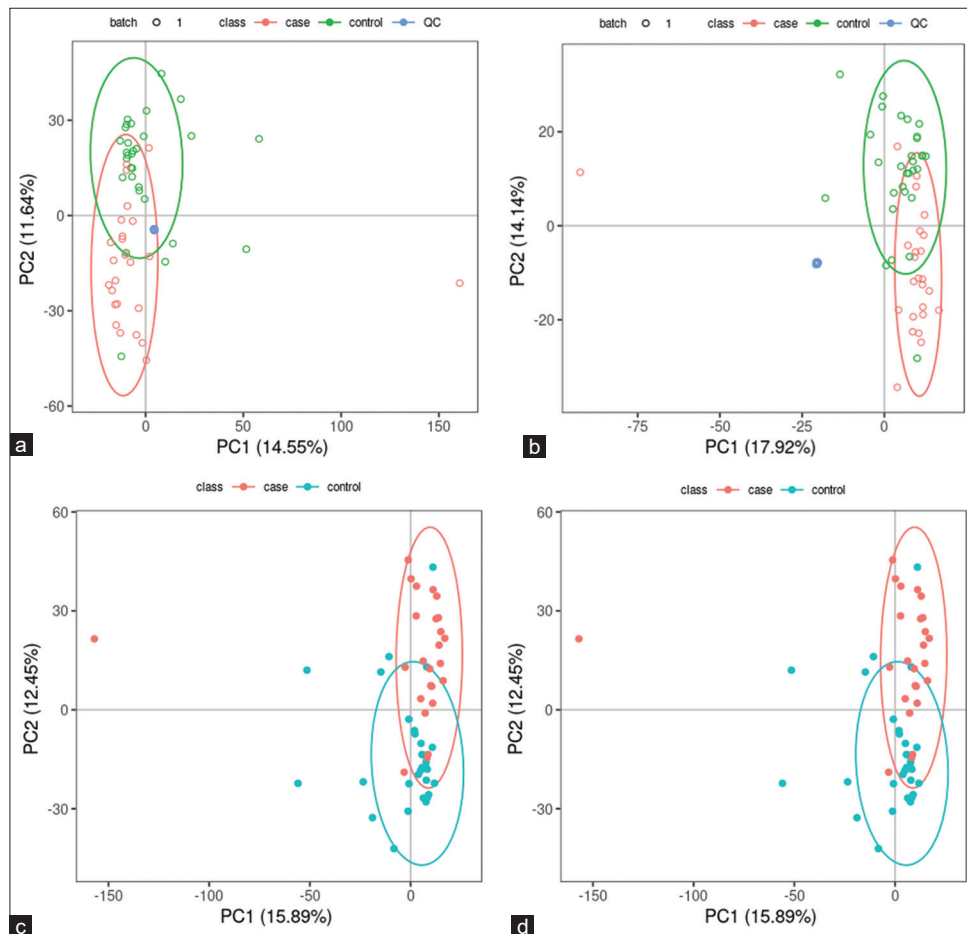 batch 1 class case control QC
30
0
-30
-60
PC2 (11.64%)
0 50 100 150
PC1 (14.55%)
a
batch 1 class case control QC
20
0
-20
PC2 (14.14%)
-75 -50 -25 0
PC1 (17.92%)
b
class case control
60
30
0
-30
PC2 (12.45%)
-150 -100 -50 0
PC1 (15.89%)
c
class case control
60
30
0
-30
PC2 (12.45%)
-150 -100 -50 0
PC1 (15.89%)
d